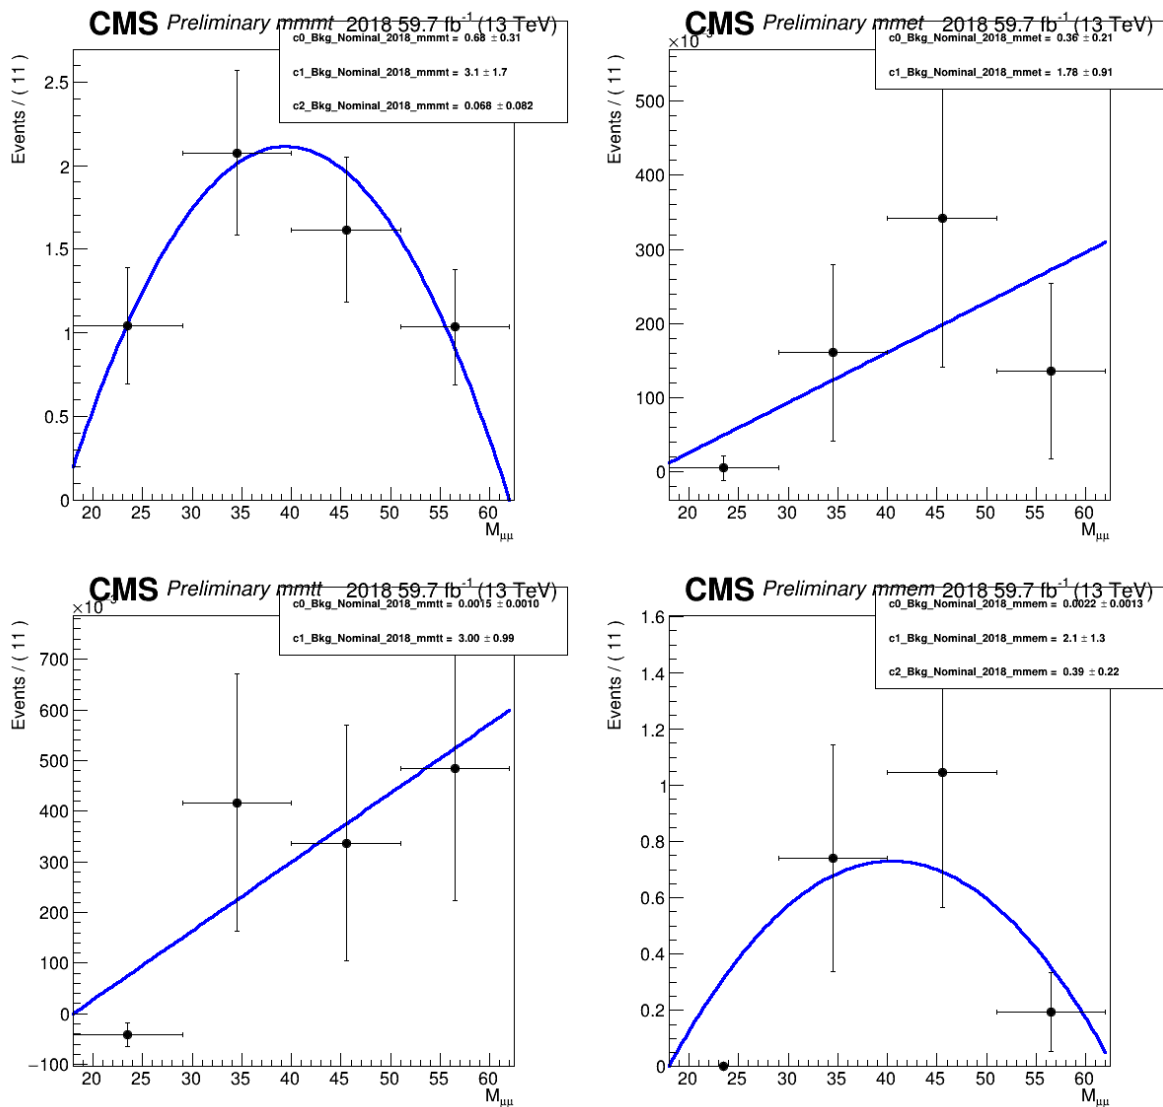 CMS Preliminary mmmt 2018 59.7 fb-1 (13 TeV)
c0_Bkg_Nominal_2018_mmmt = 0.68 ± 0.31
c1_Bkg_Nominal_2018_mmmt = 3.1 ± 1.7
c2_Bkg_Nominal_2018_mmmt = 0.068 ± 0.082
Events / ( 11 )
2.5
2
1.5
1
0.5
0
20 25 30 35 40 45 50 55 60
Mμμ
CMS Preliminary mmet 2018 59.7 fb-1 (13 TeV)
×10-3
c0_Bkg_Nominal_2018_mmet = 0.36 ± 0.21
c1_Bkg_Nominal_2018_mmet = 1.78 ± 0.91
Events / ( 11 )
500
400
300
200
100
0
20 25 30 35 40 45 50 55 60
Mμμ
CMS Preliminary mmtt 2018 59.7 fb-1 (13 TeV)
×10-3
c0_Bkg_Nominal_2018_mmtt = 0.0015 ± 0.0010
c1_Bkg_Nominal_2018_mmtt = 3.00 ± 0.99
Events / ( 11 )
700
600
500
400
300
200
100
0
−100
20 25 30 35 40 45 50 55 60
Mμμ
CMS Preliminary mmem 2018 59.7 fb-1 (13 TeV)
c0_Bkg_Nominal_2018_mmem = 0.0022 ± 0.0013
c1_Bkg_Nominal_2018_mmem = 2.1 ± 1.3
c2_Bkg_Nominal_2018_mmem = 0.39 ± 0.22
Events / ( 11 )
1.6
1.4
1.2
1
0.8
0.6
0.4
0.2
0
20 25 30 35 40 45 50 55 60
Mμμ